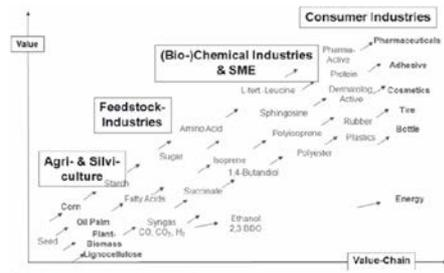 Consumer Industries
Value
Pharmaceuticals
Pharma-
Active
(Bio-)Chemical Industries
& SME
Protein
Adhesive
L-tert.-Leucine
Dermatolog.
Active
Cosmetics
Feedstock-
Industries
Sphingosine
Tire
Amino Acid
Polyisoprene
Rubber
Bottle
Plastics
Sugar
Agri- & Silvi-
culture
Isoprene
Polyester
1,4-Butandiol
Starch
Fatty Acids
Succinate
Energy
Corn
Oil Palm
Syngas
CO, CO₂, H₂
Ethanol
2,3 BDO
Seed
Plant-
Biomass
Lignocellulose
Value-Chain